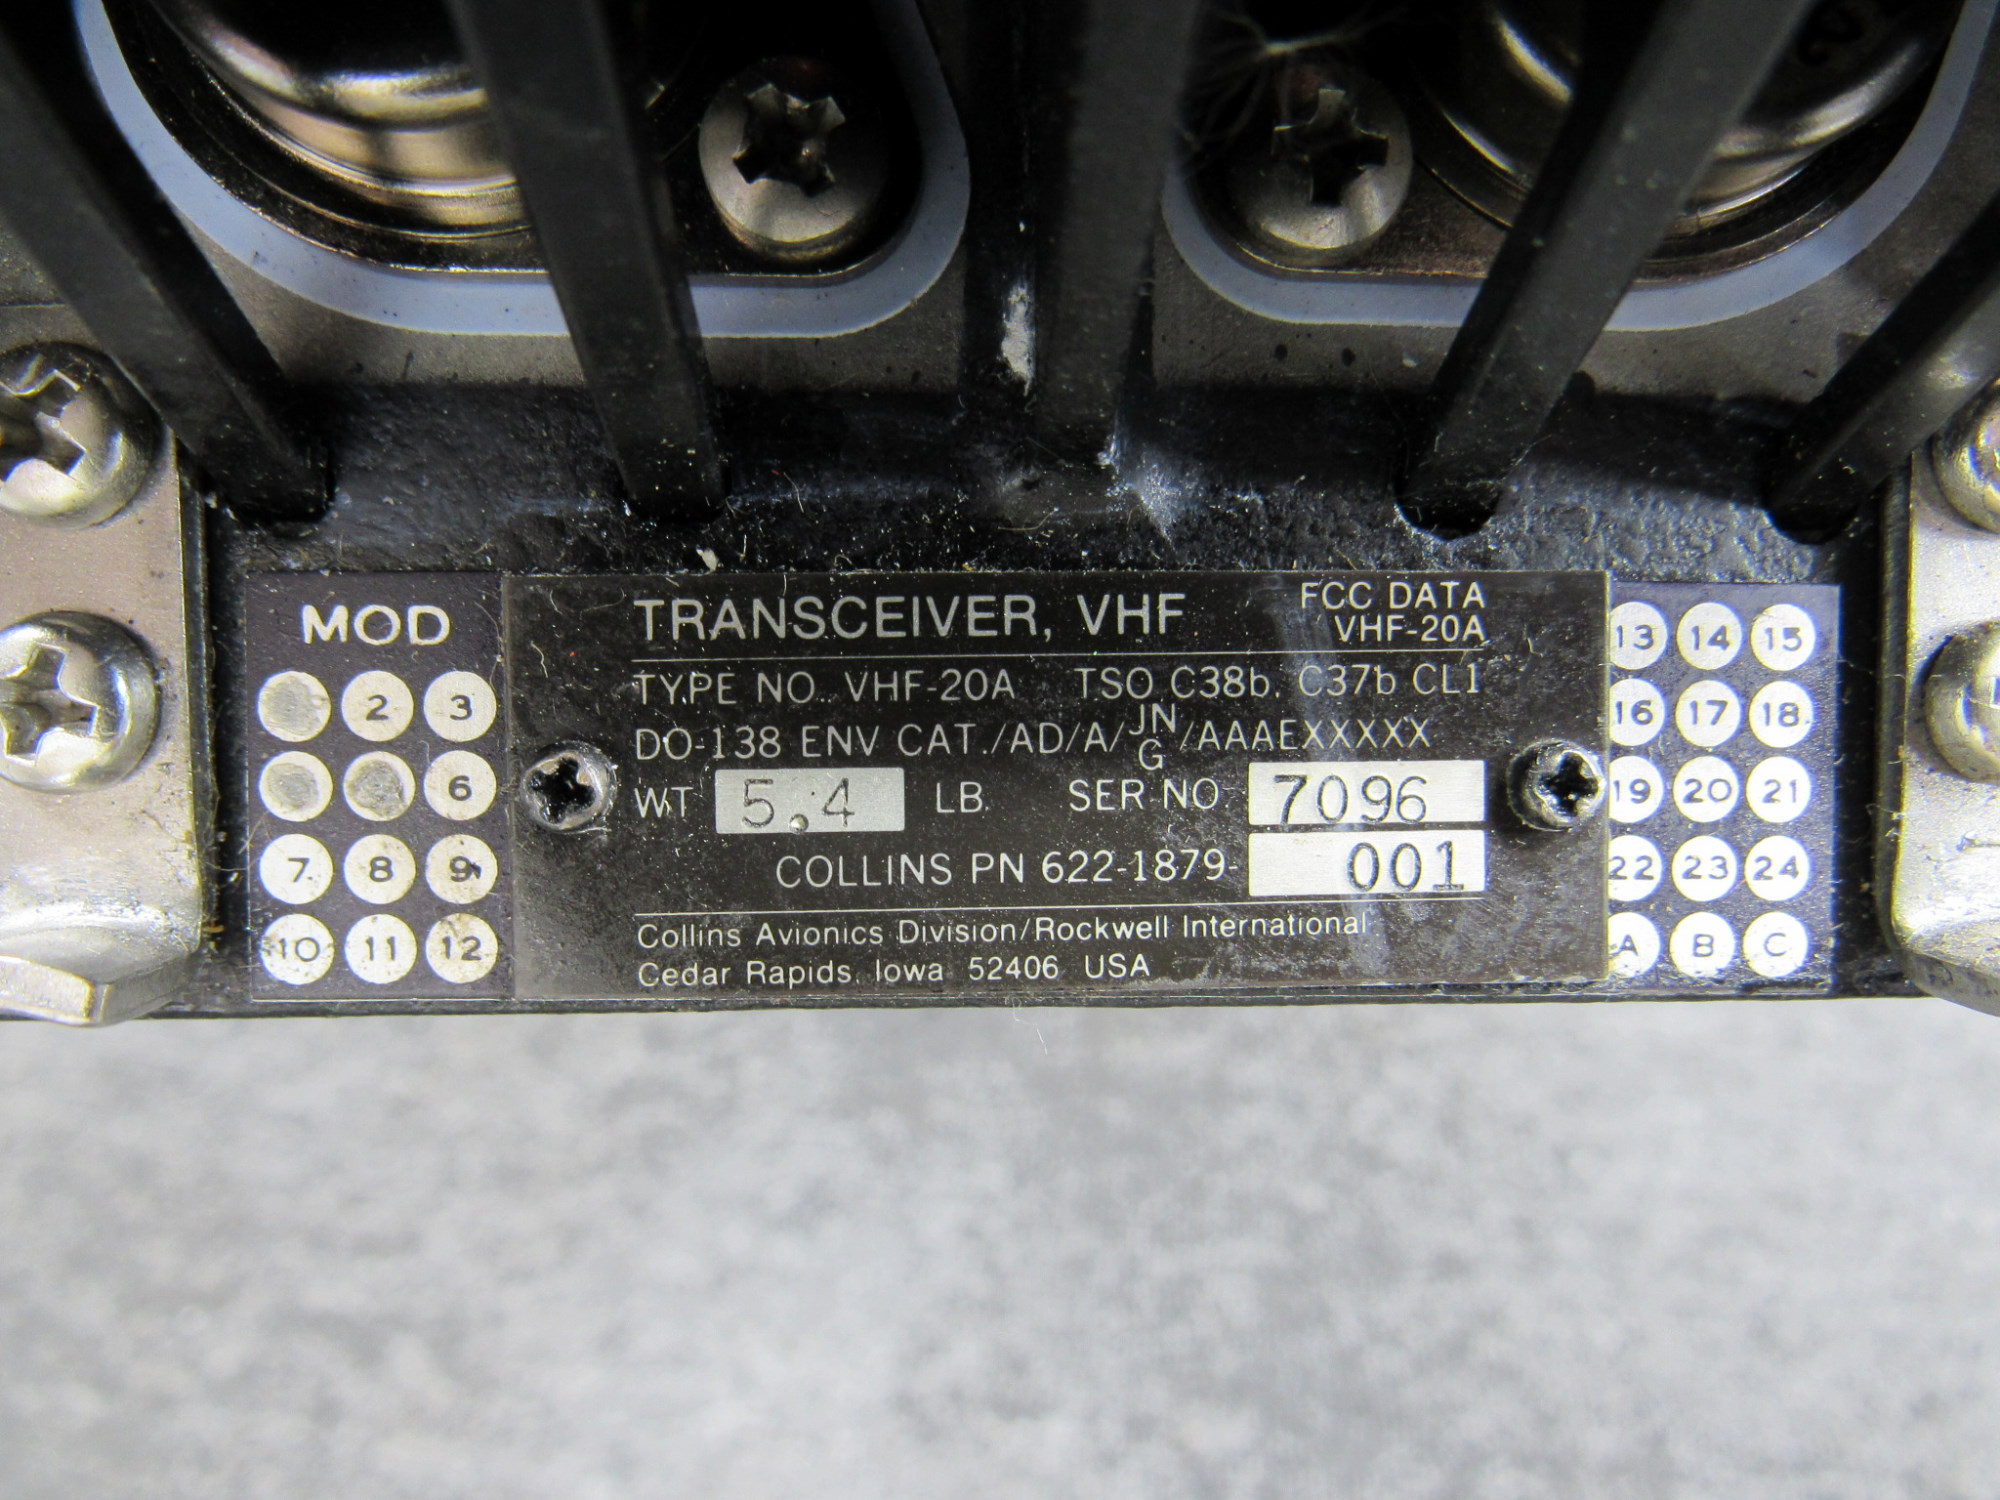 MOD
2 3
6
7 8 9
10 11 12
TRANSCEIVER, VHF
FCC DATA
VHF-20A
TYPE NO. VHF-20A TSO C38b, C37b CL1
DO-138 ENV CAT./AD/A/JN G/AAAEXXXXX
WT 5.4 LB. SER NO 7096
COLLINS PN 622-1879- 001
Collins Avionics Division/Rockwell International
Cedar Rapids, Iowa 52406 USA
13 14 15
16 17 18
19 20 21
22 23 24
A B C